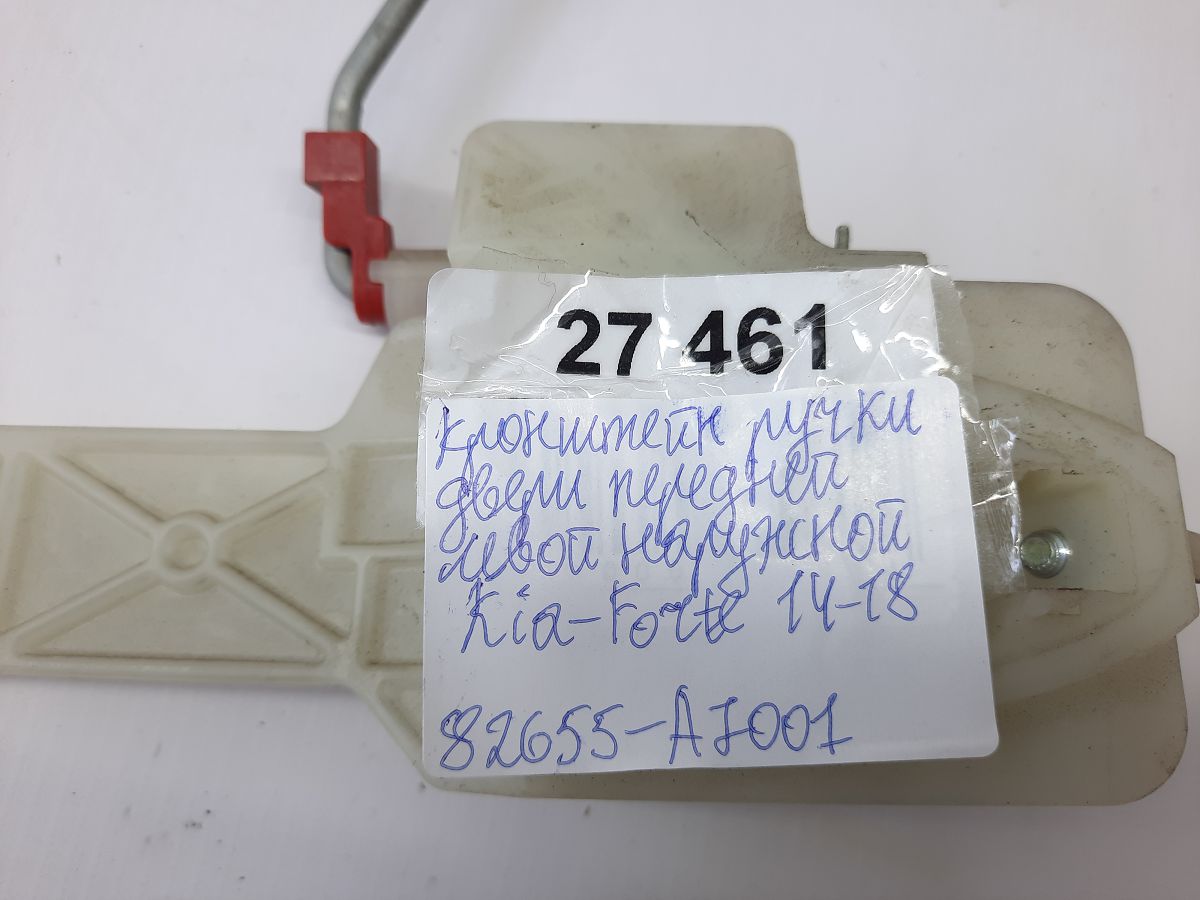 27 461
кронштейн ручки
двери передней
левой наружной
Kia-Forte 14-18
82655-A7001